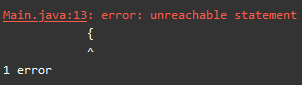 Main.java:13: error: unreachable statement
{
^
1 error